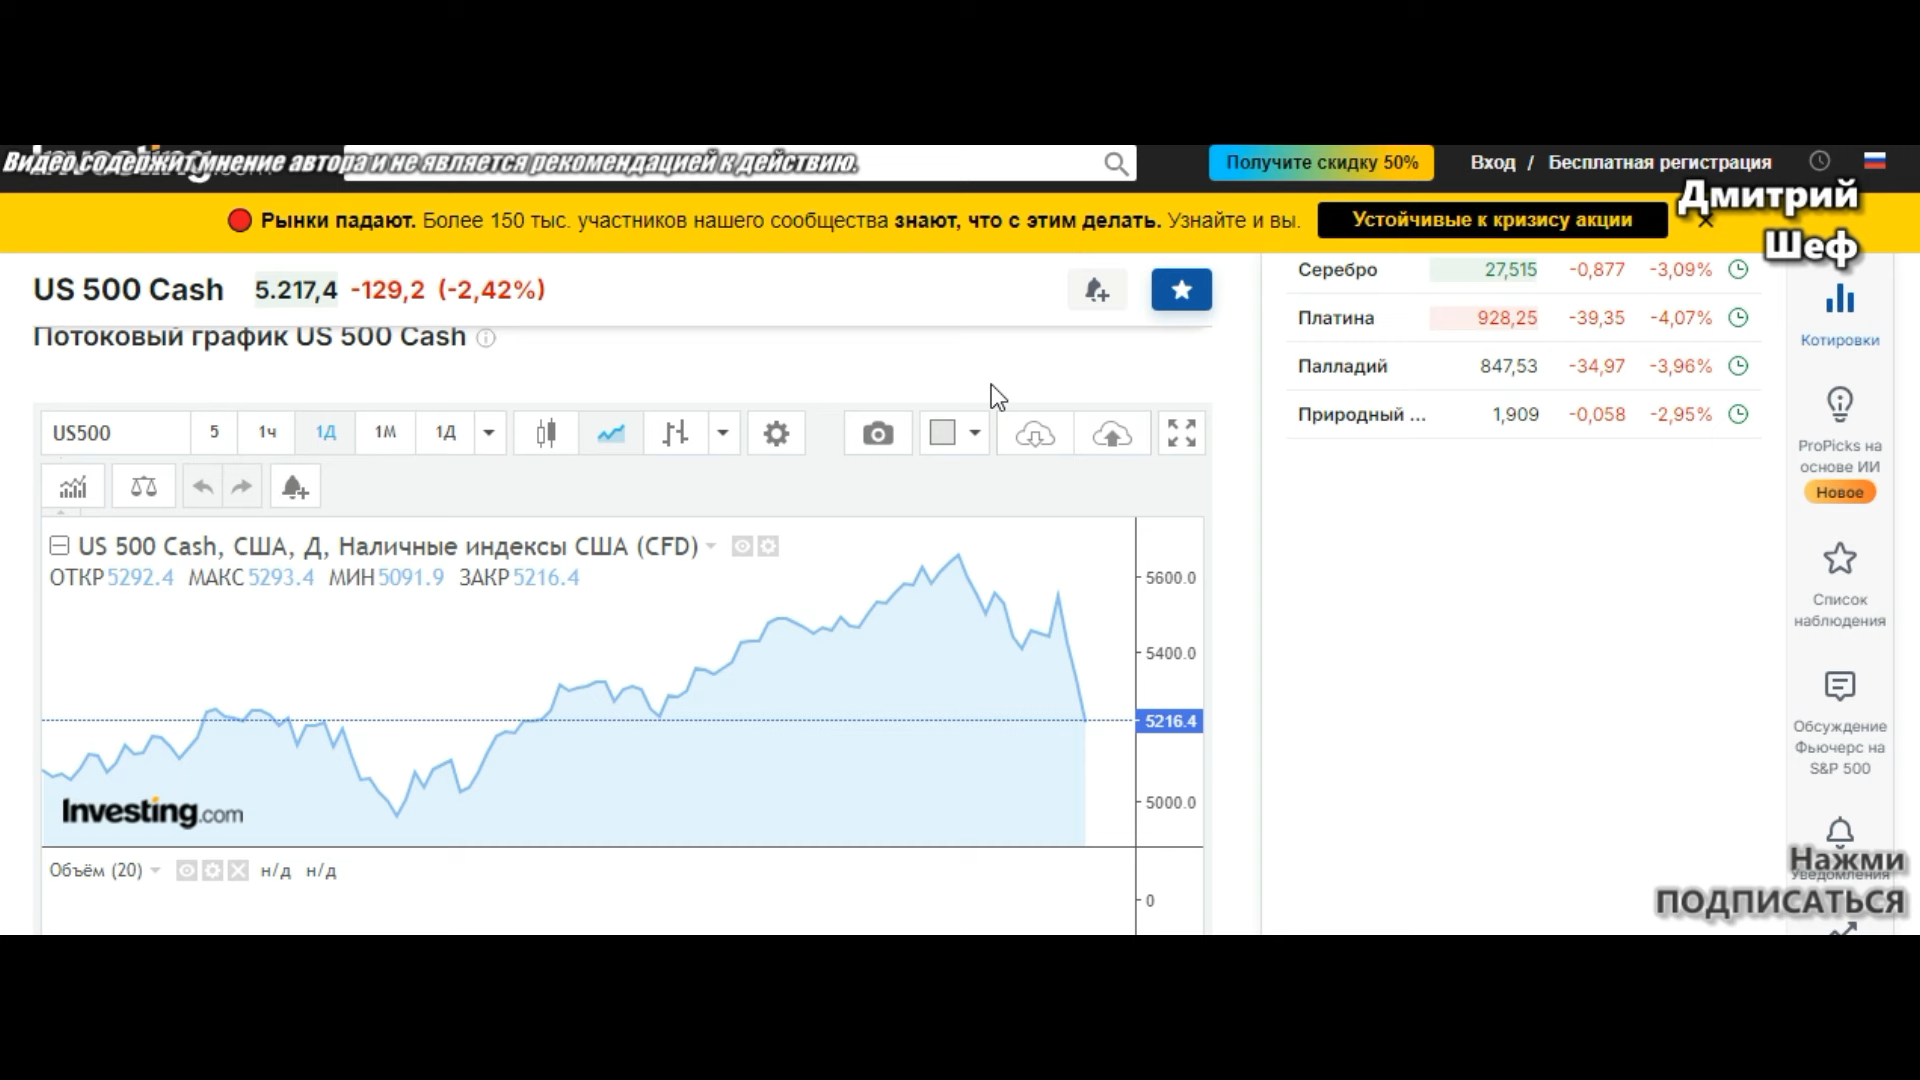 Видео содержит мнение автора и не является рекомендацией к действию.
Получите скидку 50%
Вход / Бесплатная регистрация
Дмитрий
Шеф
Рынки падают. Более 150 тыс. участников нашего сообщества знают, что с этим делать. Узнайте и вы.
Устойчивые к кризису акции
US 500 Cash 5.217,4 -129,2 (-2,42%)
Потоковый график US 500 Cash
Серебро 27,515 -0,877 -3,09%
Платина 928,25 -39,35 -4,07%
Палладий 847,53 -34,97 -3,96%
Природный ... 1,909 -0,058 -2,95%
Котировки
ProPicks на
основе ИИ
Новое
Список
наблюдения
Обсуждение
Фьючерс на
S&P 500
Уведомления
US500 5 1ч 1Д 1М 1Д
US 500 Cash, США, Д, Наличные индексы США (CFD)
ОТКР 5292.4 МАКС 5293.4 МИН 5091.9 ЗАКР 5216.4
5600.0
5400.0
5216.4
5000.0
Investing.com
Объём (20) н/д н/д
0
Нажми
ПОДПИСАТЬСЯ